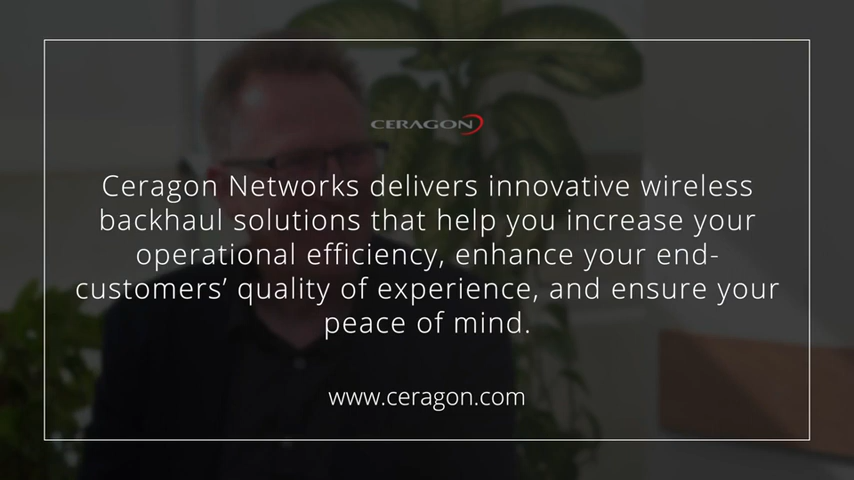 CERAGON
Ceragon Networks delivers innovative wireless
backhaul solutions that help you increase your
operational efficiency, enhance your end-
customers’ quality of experience, and ensure your
peace of mind.
www.ceragon.com